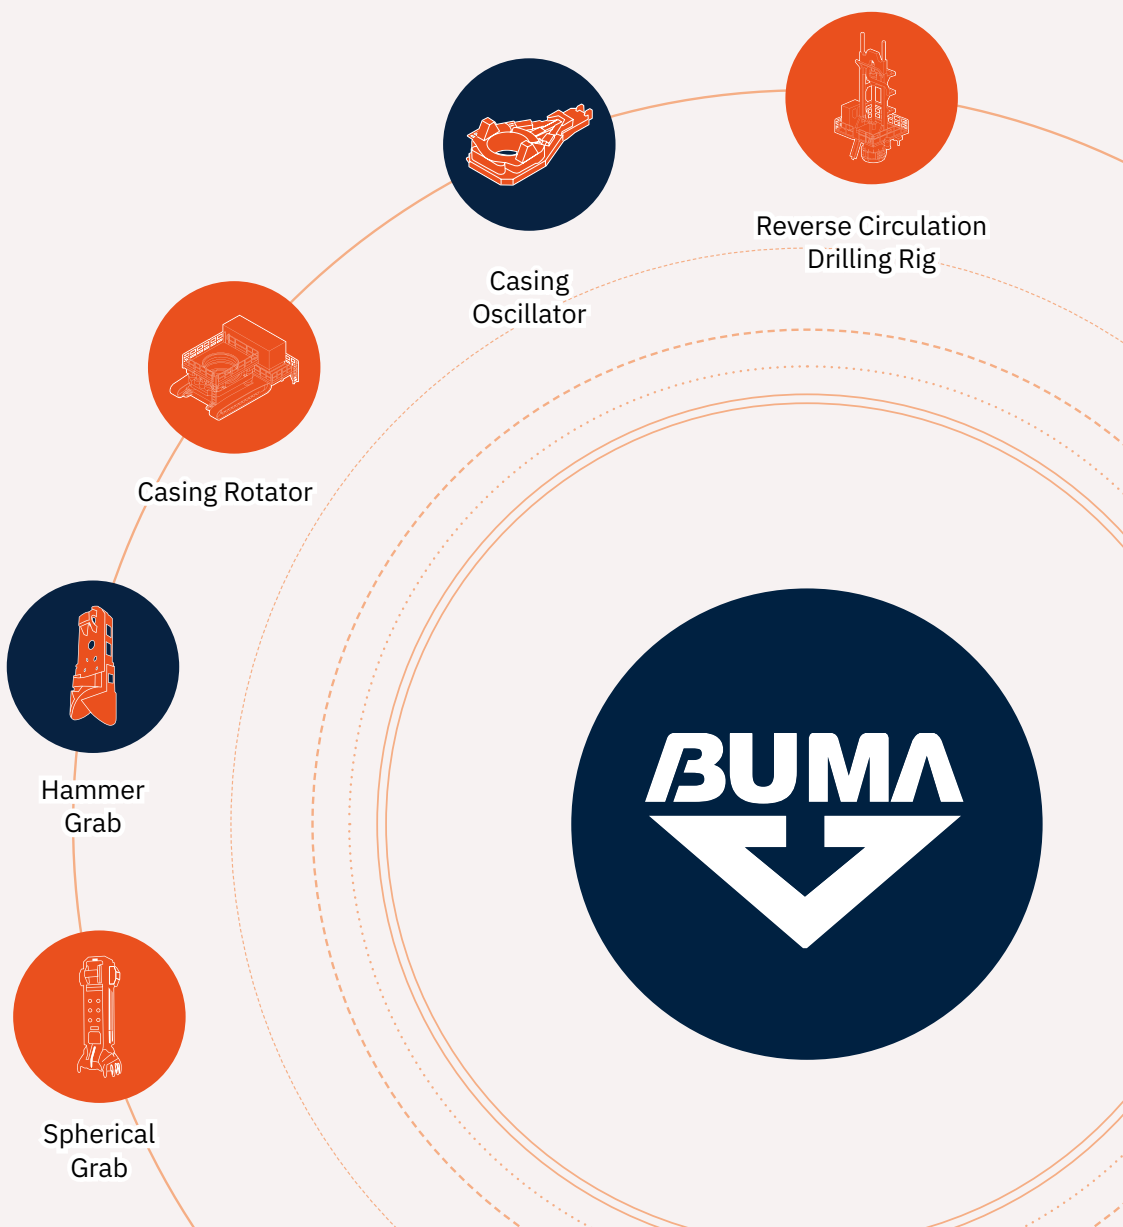 Reverse Circulation
Drilling Rig
Casing
Oscillator
Casing Rotator
Hammer
Grab
BUMA
Spherical
Grab